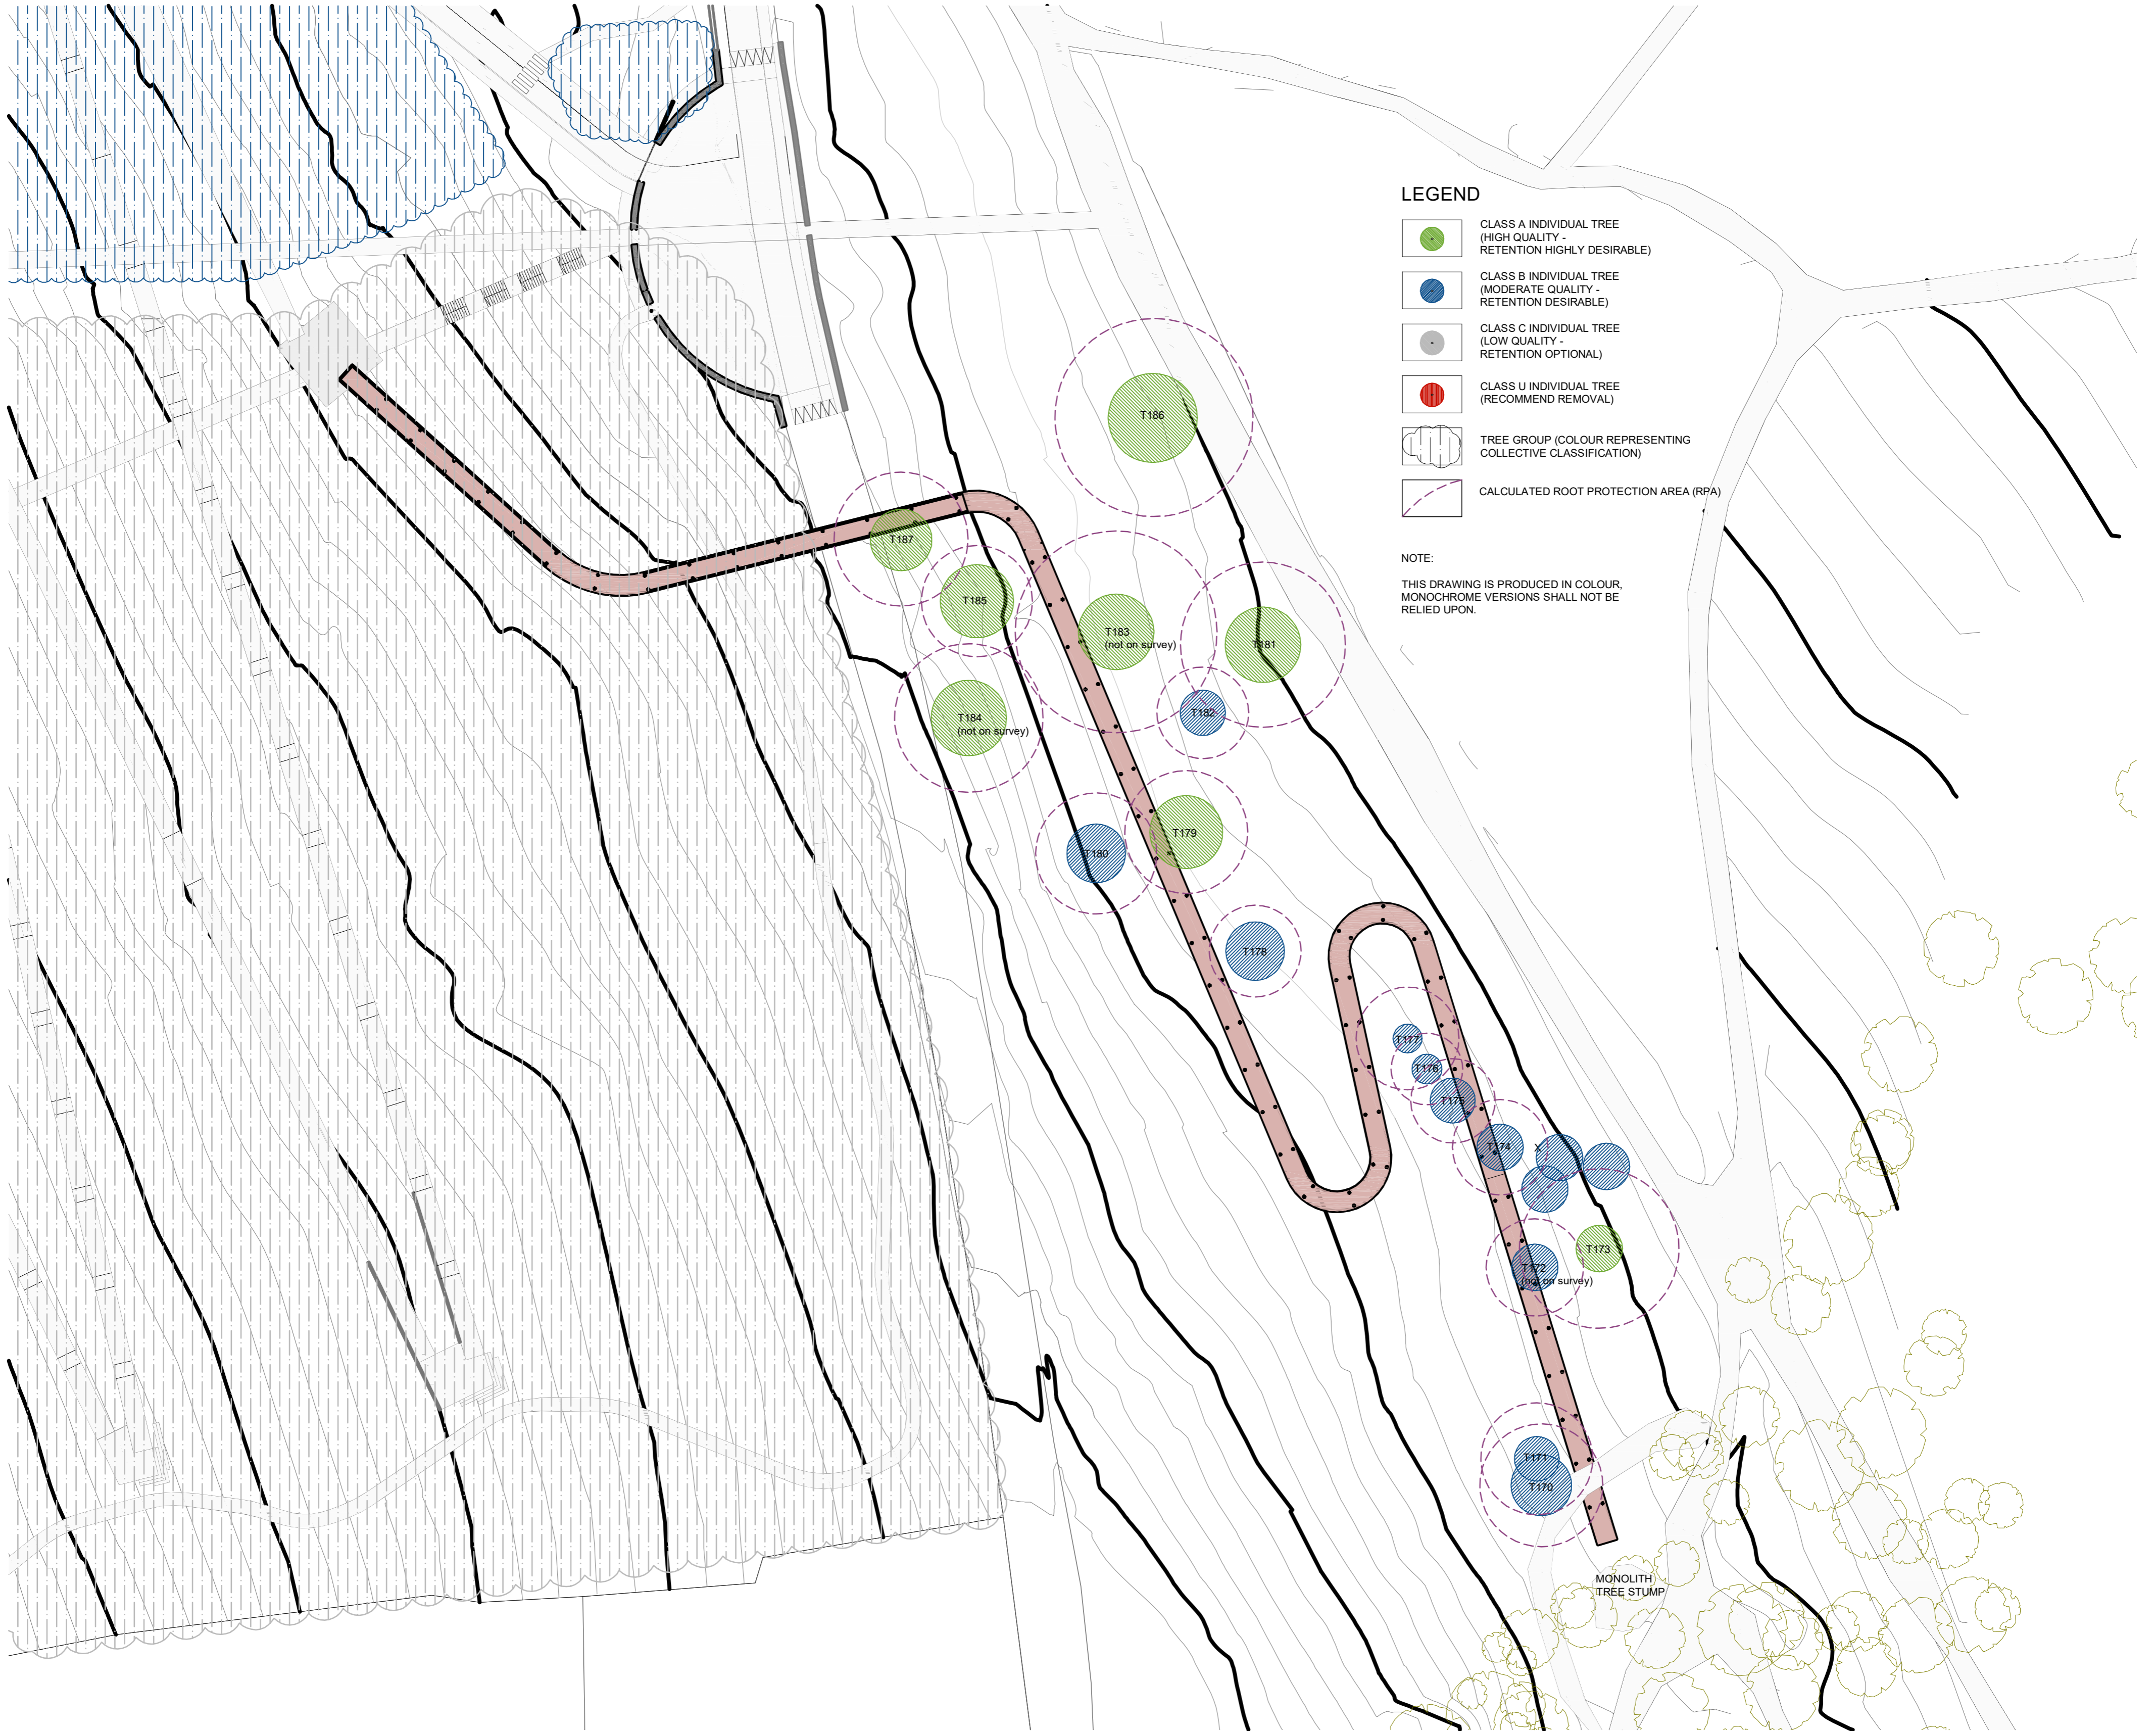 LEGEND
CLASS A INDIVIDUAL TREE
(HIGH QUALITY -
RETENTION HIGHLY DESIRABLE)
CLASS B INDIVIDUAL TREE
(MODERATE QUALITY -
RETENTION DESIRABLE)
CLASS C INDIVIDUAL TREE
(LOW QUALITY -
RETENTION OPTIONAL)
CLASS U INDIVIDUAL TREE
(RECOMMEND REMOVAL)
TREE GROUP (COLOUR REPRESENTING
COLLECTIVE CLASSIFICATION)
CALCULATED ROOT PROTECTION AREA (RPA)
NOTE:
THIS DRAWING IS PRODUCED IN COLOUR,
MONOCHROME VERSIONS SHALL NOT BE
RELIED UPON.
T186
T187
T185
T183
(not on survey)
T181
T184
(not on survey)
T182
T179
T180
T178
T177
T176
T175
T174
X
T173
T172
(not on survey)
T171
T170
MONOLITH
TREE STUMP